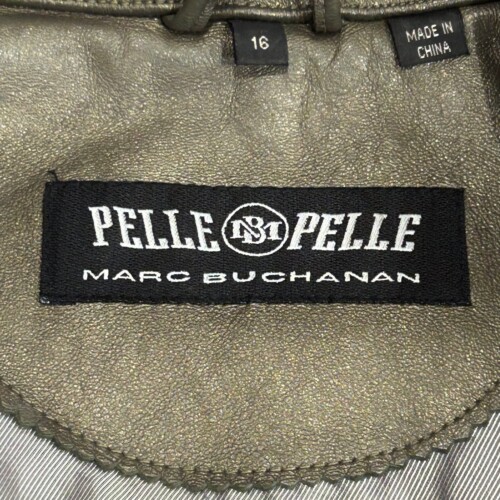 16
MADE IN
CHINA
PELLE MB PELLE
MARC BUCHANAN